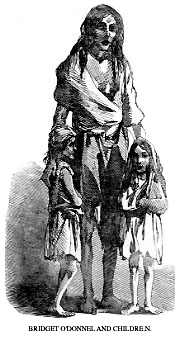 BRIDGET O'DONNEL AND CHILDREN.